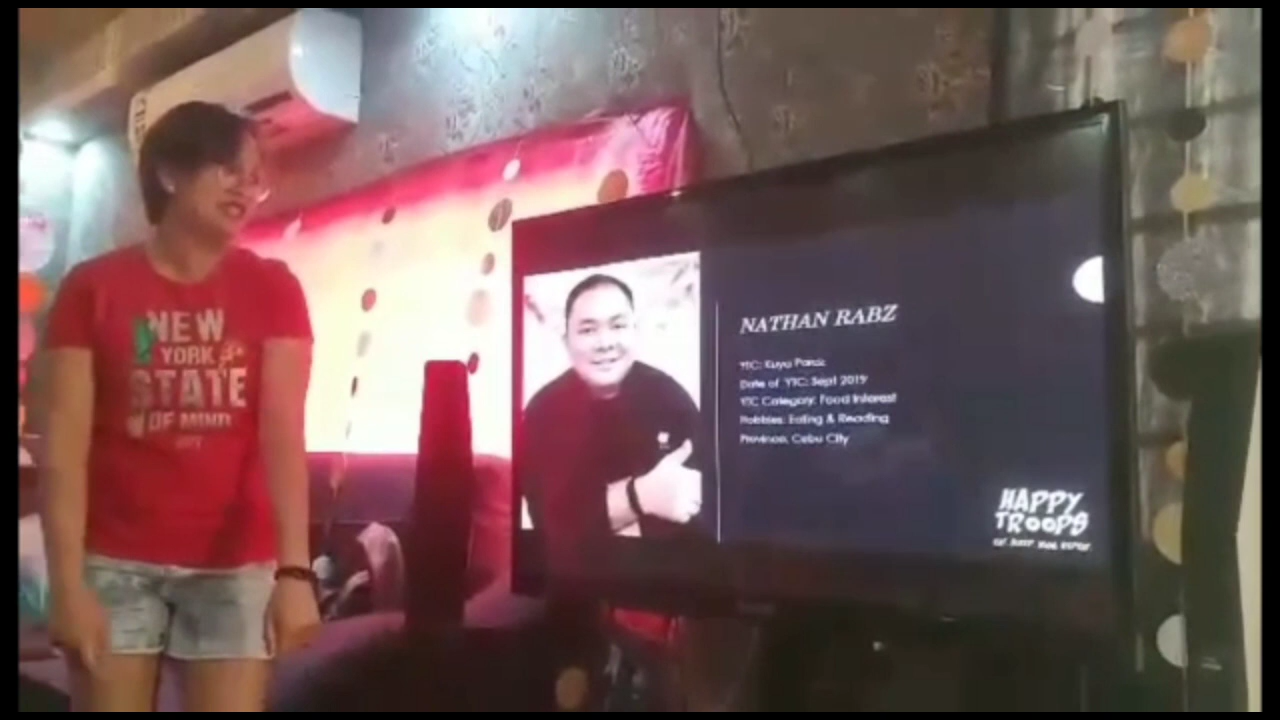 NEW
YORK
STATE
OF MIND
NATHAN RABZ
YTC: Kuya Paroz
Date of YTC: Sept 2019
YTC Category: Food Interest
Hobbies: Eating & Reading
Province: Cebu City
HAPPY
TROOPS